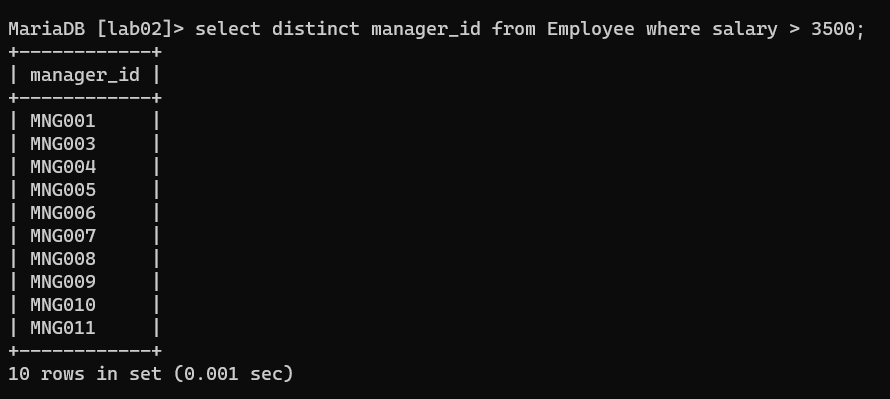 MariaDB [lab02]> select distinct manager_id from Employee where salary > 3500;
+------------+
| manager_id |
+------------+
| MNG001     |
| MNG003     |
| MNG004     |
| MNG005     |
| MNG006     |
| MNG007     |
| MNG008     |
| MNG009     |
| MNG010     |
| MNG011     |
+------------+
10 rows in set (0.001 sec)